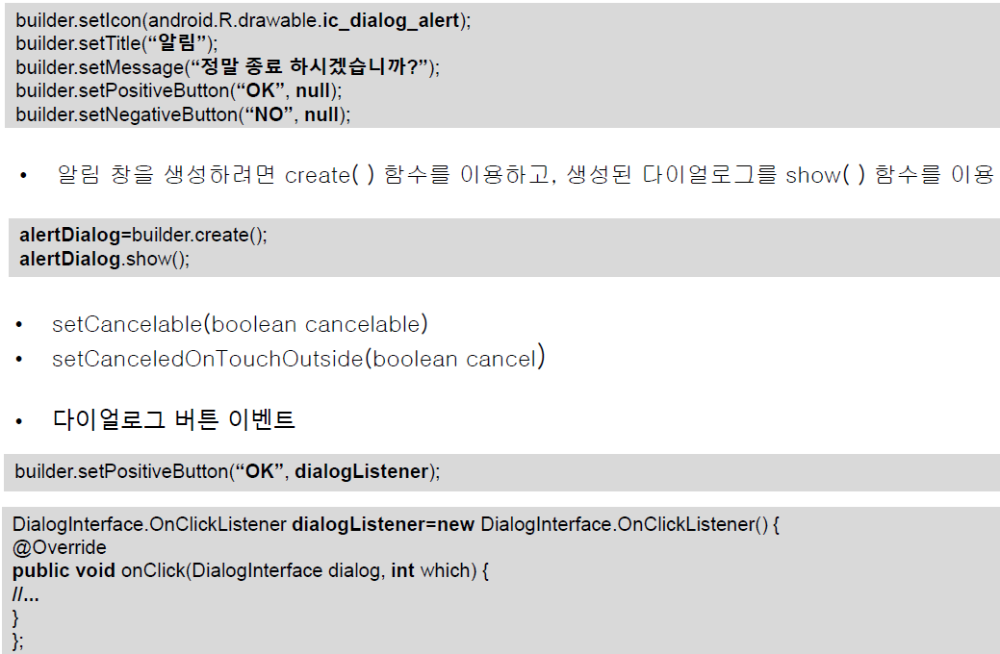 builder.setIcon(android.R.drawable.ic_dialog_alert);
builder.setTitle(“알림”);
builder.setMessage(“정말 종료 하시겠습니까?”);
builder.setPositiveButton(“OK”, null);
builder.setNegativeButton(“NO”, null);
• 알림 창을 생성하려면 create( ) 함수를 이용하고, 생성된 다이얼로그를 show( ) 함수를 이용
alertDialog=builder.create();
alertDialog.show();
• setCancelable(boolean cancelable)
• setCanceledOnTouchOutside(boolean cancel)
• 다이얼로그 버튼 이벤트
builder.setPositiveButton(“OK”, dialogListener);
DialogInterface.OnClickListener dialogListener=new DialogInterface.OnClickListener() {
@Override
public void onClick(DialogInterface dialog, int which) {
//...
}
};